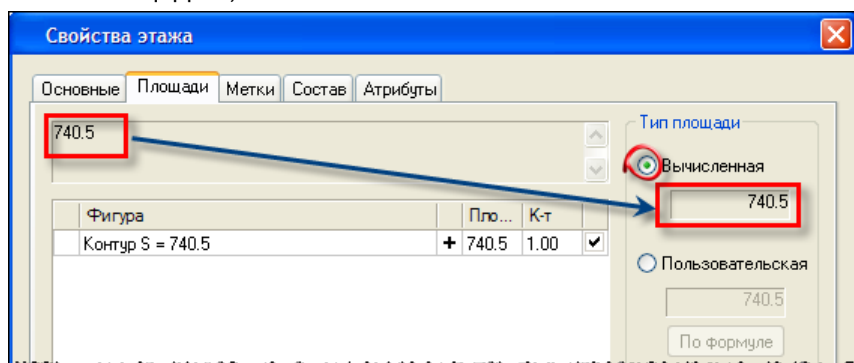 Свойства этажа
Основные Площади Метки Состав Атрибуты
740.5
Тип площади
Вычисленная
740.5
Фигура Пло... К-т
Контур S = 740.5 + 740.5 1.00
Пользовательская
740.5
По формуле